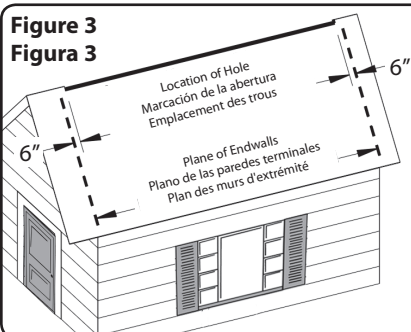 Figure 3
Figura 3
Location of Hole
Marcación de la abertura
Emplacement des trous
6”
6”
Plane of Endwalls
Plano de las paredes terminales
Plan des murs d'extrémité